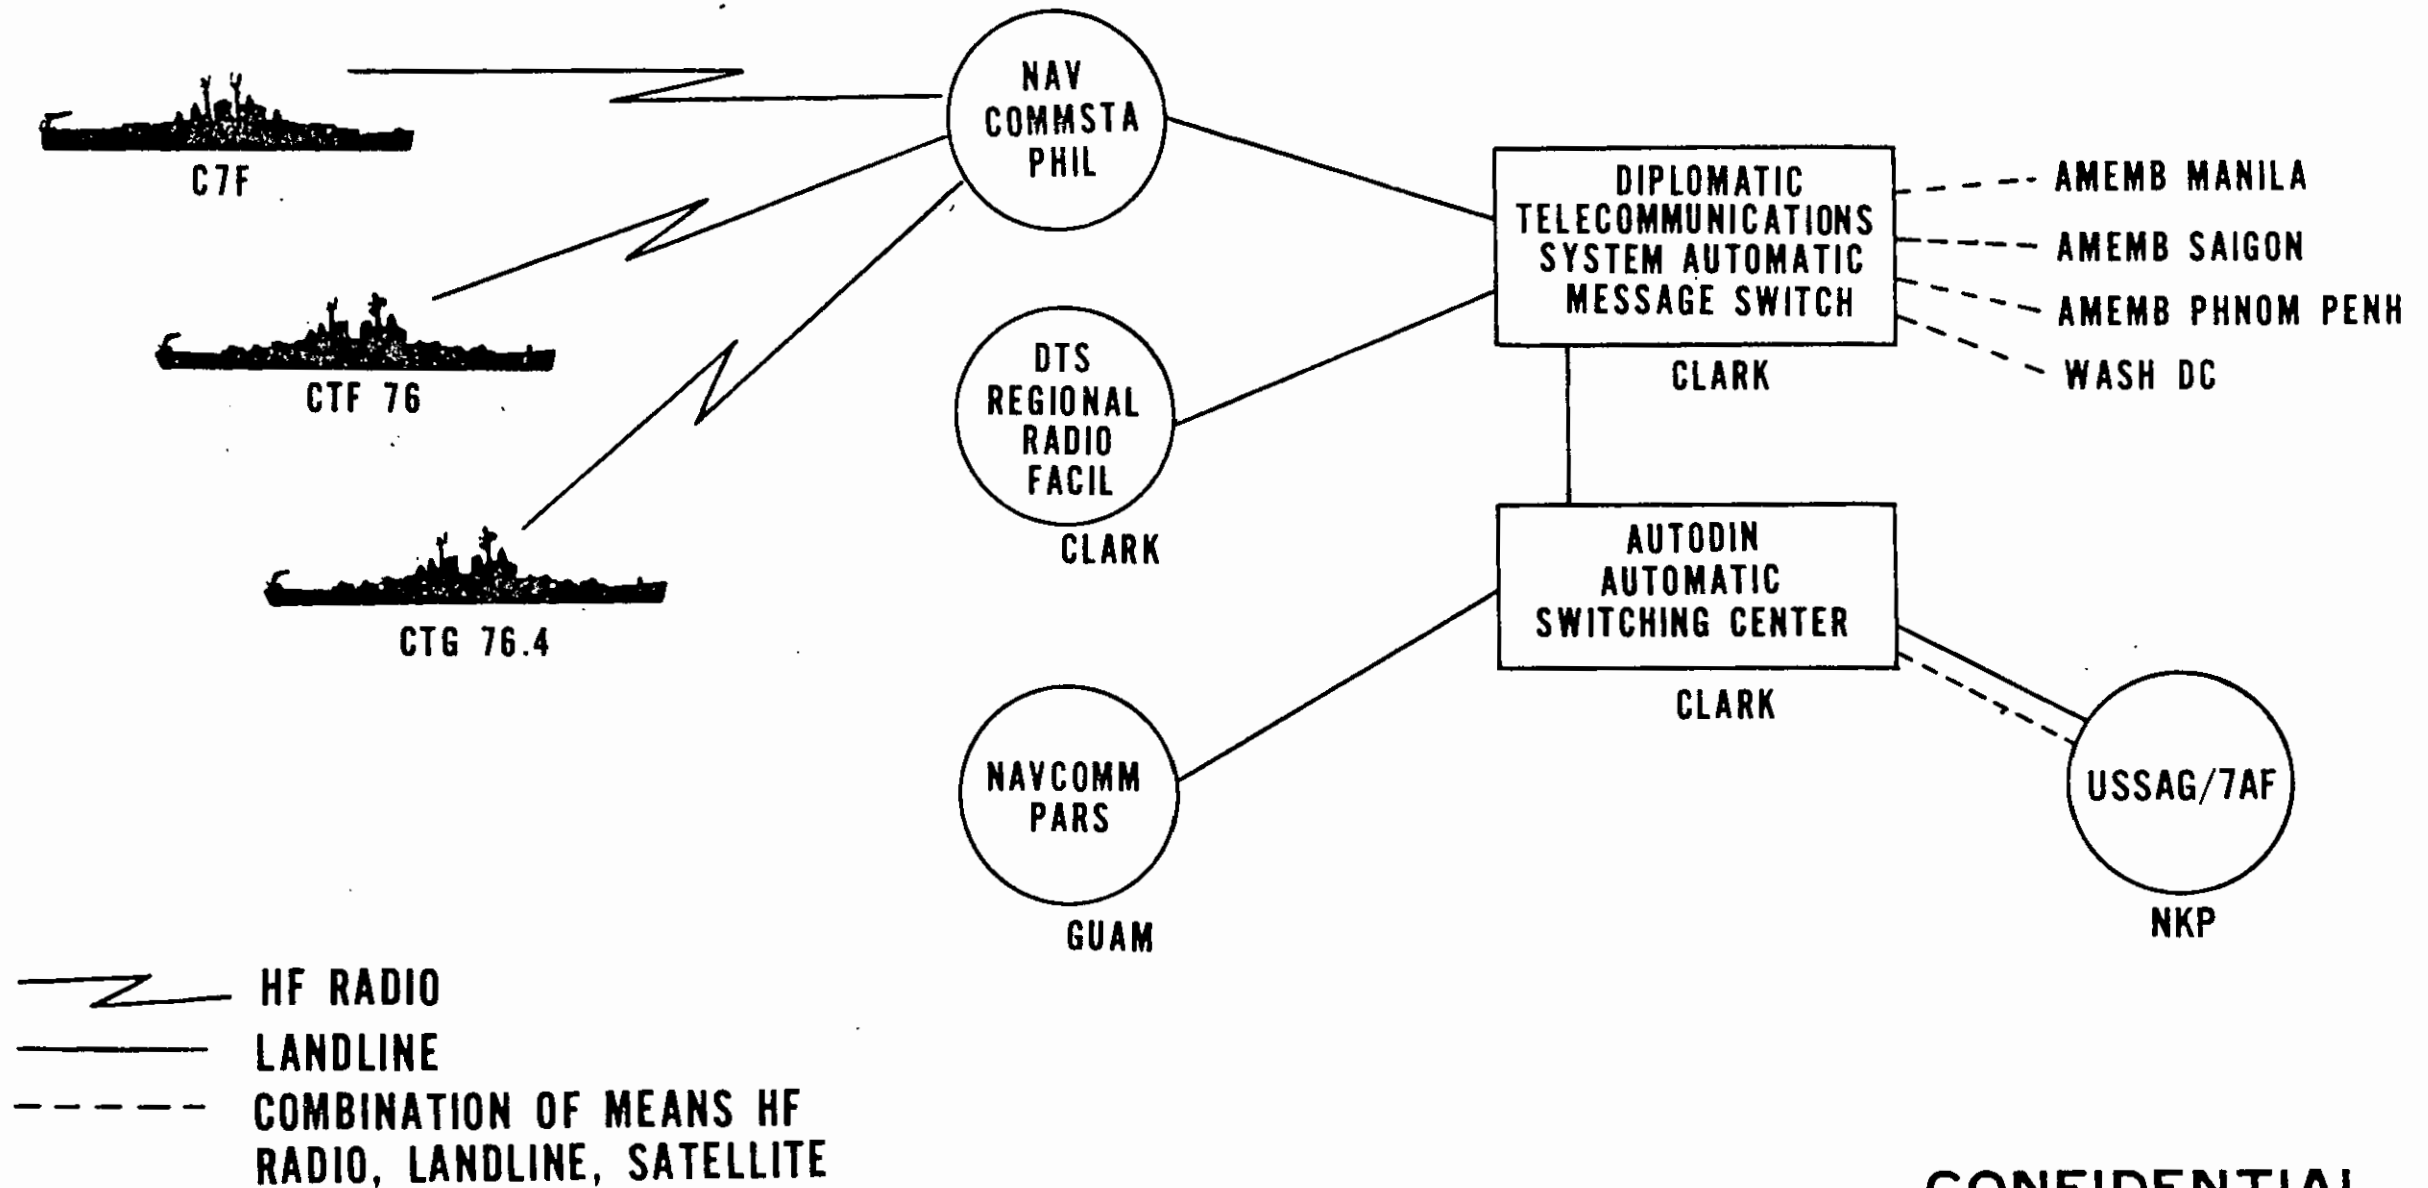 C7F
CTF 76
CTG 76.4
NAV
COMMSTA
PHIL
DTS
REGIONAL
RADIO
FACIL
CLARK
NAVCOMM
PARS
GUAM
DIPLOMATIC
TELECOMMUNICATIONS
SYSTEM AUTOMATIC
MESSAGE SWITCH
CLARK
AMEMB MANILA
AMEMB SAIGON
AMEMB PHNOM PENH
WASH DC
AUTODIN
AUTOMATIC
SWITCHING CENTER
CLARK
USSAG/7AF
NKP
HF RADIO
LANDLINE
COMBINATION OF MEANS HF
RADIO, LANDLINE, SATELLITE
CONFIDENTIAL